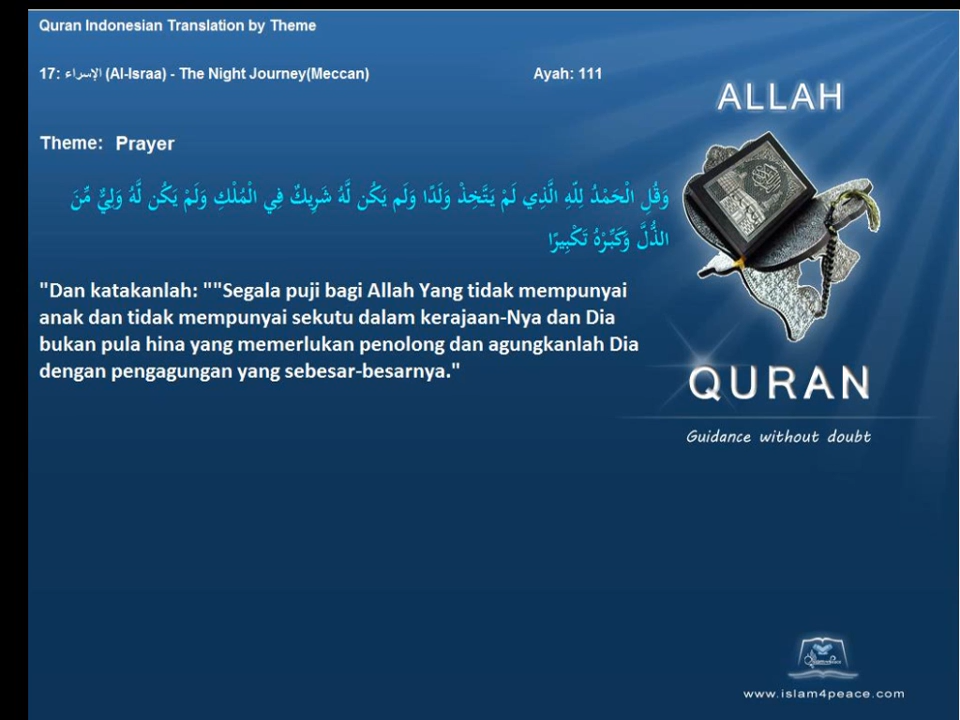 Quran Indonesian Translation by Theme
17: الإسراء (Al-Israa) - The Night Journey(Meccan) Ayah: 111
Theme: Prayer
وَقُلِ الْحَمْدُ لِلّهِ الَّذِي لَمْ يَتَّخِذْ وَلَدًا وَلَم يَكُن لَّهُ شَرِيكٌ فِي الْمُلْكِ وَلَمْ يَكُن لَّهُ وَلِيٌّ مِّنَ
الذُّلَّ وَكَبِّرْهُ تَكْبِيرًا
"Dan katakanlah: ""Segala puji bagi Allah Yang tidak mempunyai
anak dan tidak mempunyai sekutu dalam kerajaan-Nya dan Dia
bukan pula hina yang memerlukan penolong dan agungkanlah Dia
dengan pengagungan yang sebesar-besarnya."
ALLAH
QURAN
Guidance without doubt
www.islam4peace.com